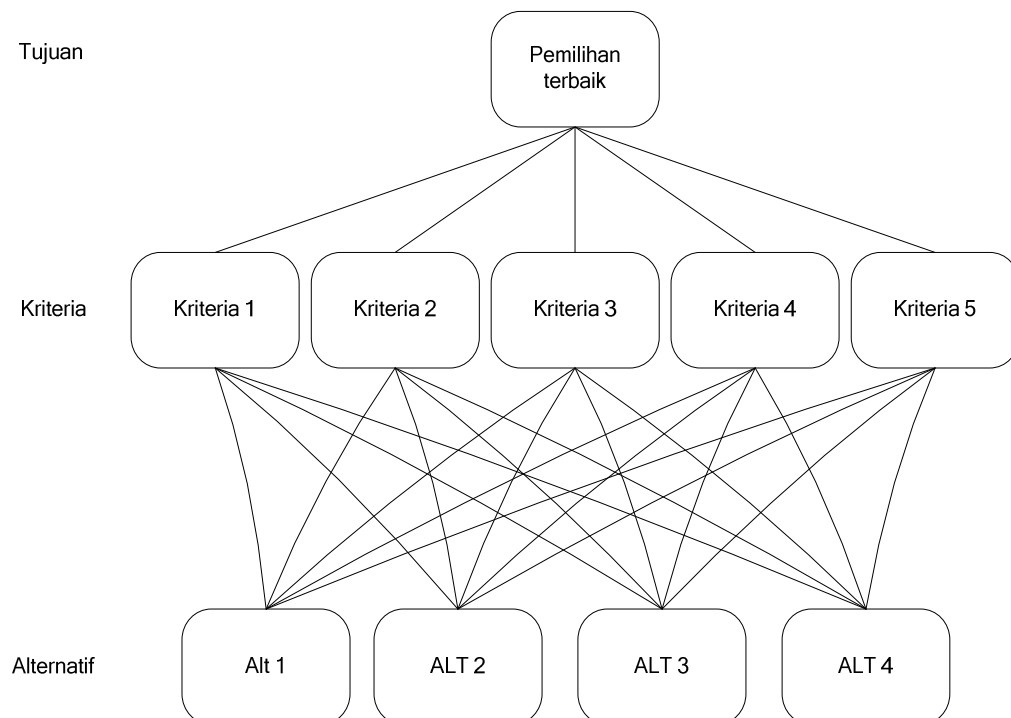 Tujuan
Pemilihan
terbaik
Kriteria
Kriteria 1
Kriteria 2
Kriteria 3
Kriteria 4
Kriteria 5
Alternatif
Alt 1
ALT 2
ALT 3
ALT 4